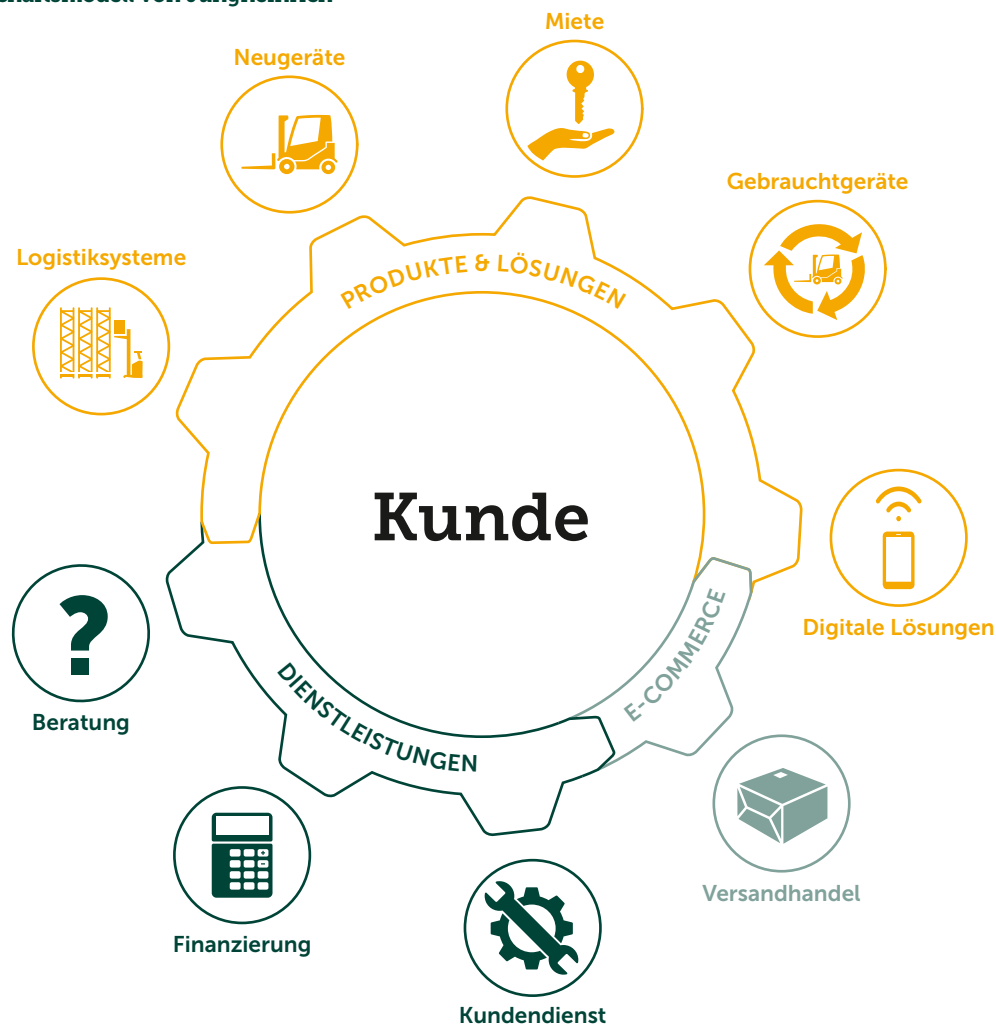 Miete
Neugeräte
Gebrauchtgeräte
Logistiksysteme
PRODUKTE & LÖSUNGEN
Kunde
Digitale Lösungen
E-COMMERCE
DIENSTLEISTUNGEN
Beratung
Versandhandel
Finanzierung
Kundendienst